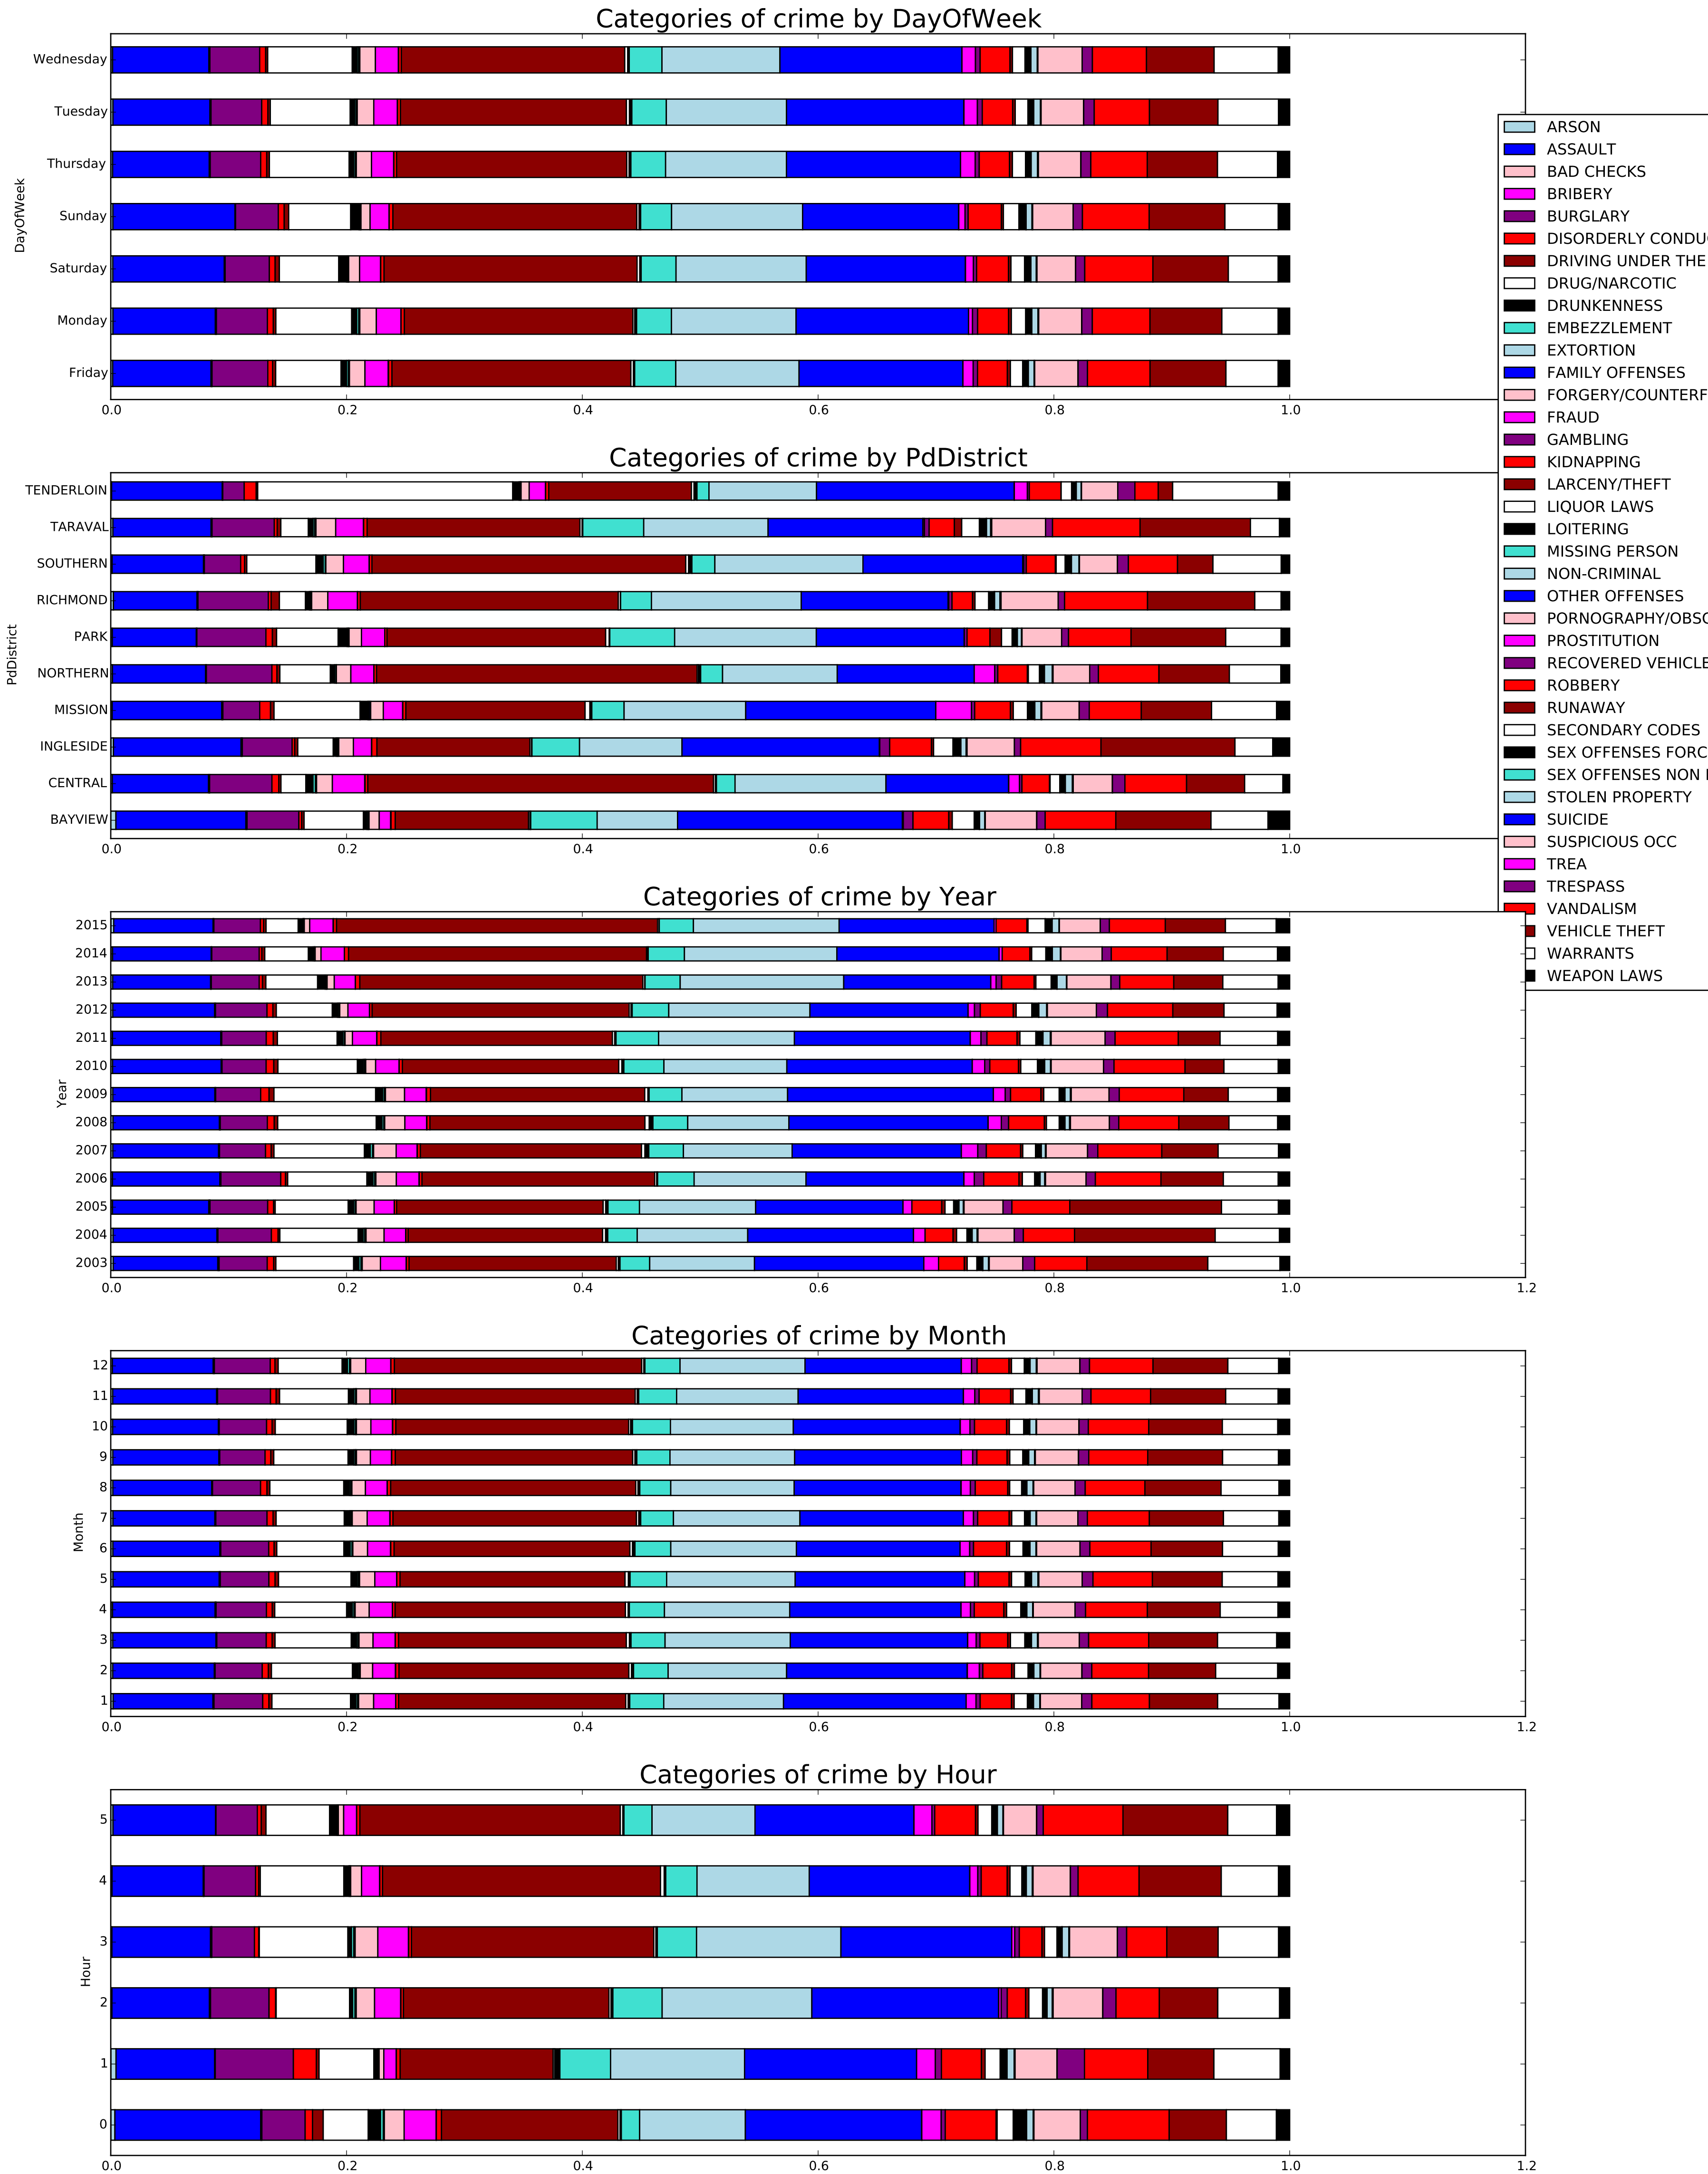 Categories of crime by DayOfWeek
DayOfWeek
Wednesday
Tuesday
Thursday
Sunday
Saturday
Monday
Friday
0.0 0.2 0.4 0.6 0.8 1.0
ARSON
ASSAULT
BAD CHECKS
BRIBERY
BURGLARY
DISORDERLY CONDU
DRIVING UNDER THE
DRUG/NARCOTIC
DRUNKENNESS
EMBEZZLEMENT
EXTORTION
FAMILY OFFENSES
FORGERY/COUNTERF
FRAUD
GAMBLING
KIDNAPPING
LARCENY/THEFT
LIQUOR LAWS
LOITERING
MISSING PERSON
NON-CRIMINAL
OTHER OFFENSES
PORNOGRAPHY/OBSC
PROSTITUTION
RECOVERED VEHICLE
ROBBERY
RUNAWAY
SECONDARY CODES
SEX OFFENSES FORC
SEX OFFENSES NON
STOLEN PROPERTY
SUICIDE
SUSPICIOUS OCC
TREA
TRESPASS
VANDALISM
VEHICLE THEFT
WARRANTS
WEAPON LAWS
Categories of crime by PdDistrict
PdDistrict
TENDERLOIN
TARAVAL
SOUTHERN
RICHMOND
PARK
NORTHERN
MISSION
INGLESIDE
CENTRAL
BAYVIEW
0.0 0.2 0.4 0.6 0.8 1.0
Categories of crime by Year
Year
2015
2014
2013
2012
2011
2010
2009
2008
2007
2006
2005
2004
2003
0.0 0.2 0.4 0.6 0.8 1.0 1.2
Categories of crime by Month
Month
12
11
10
9
8
7
6
5
4
3
2
1
0.0 0.2 0.4 0.6 0.8 1.0 1.2
Categories of crime by Hour
Hour
5
4
3
2
1
0
0.0 0.2 0.4 0.6 0.8 1.0 1.2